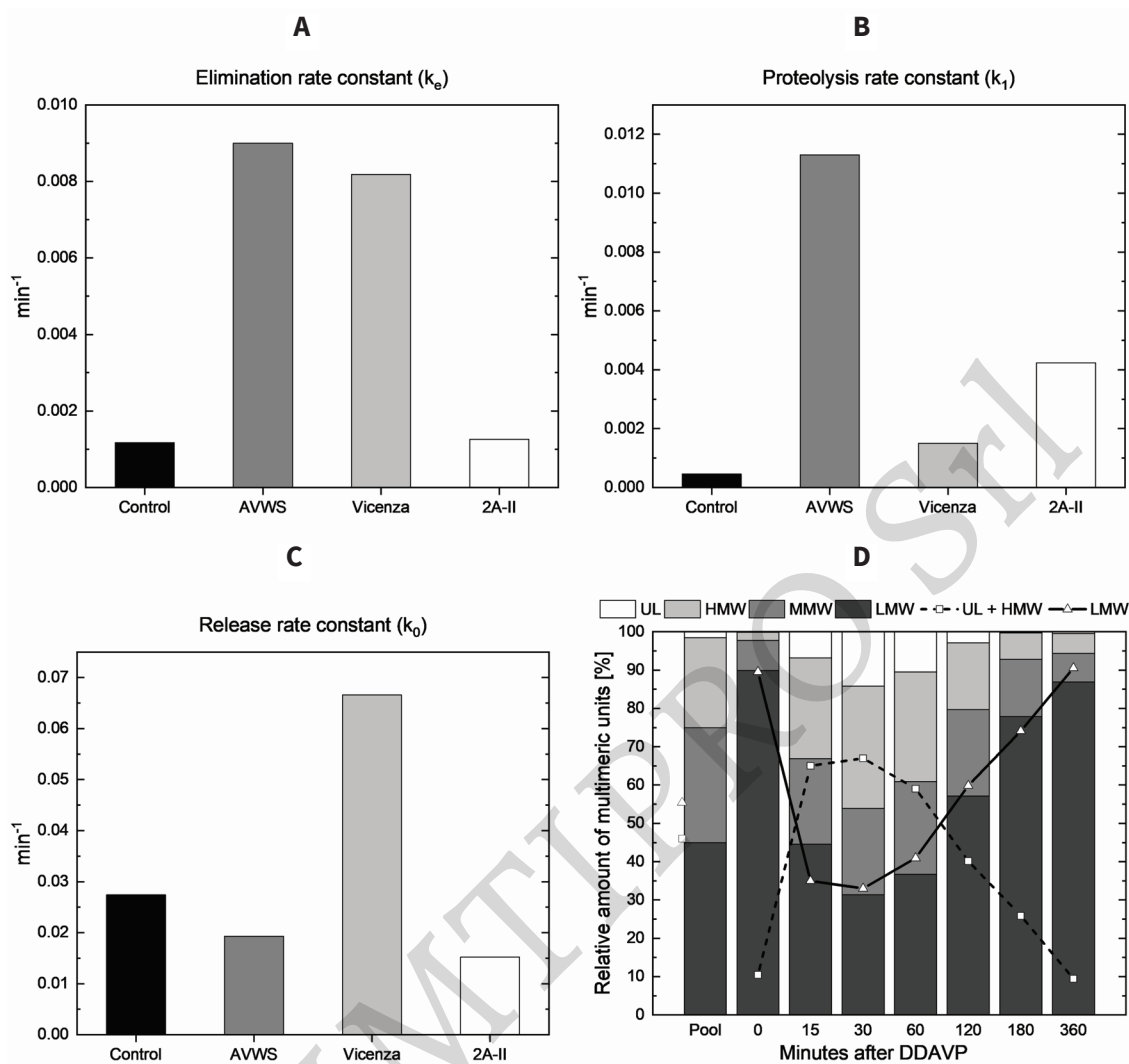 A
Elimination rate constant (kₑ)
0.010
0.008
0.006
0.004
0.002
0.000
min⁻¹
Control AVWS Vicenza 2A-II
B
Proteolysis rate constant (k₁)
0.012
0.010
0.008
0.006
0.004
0.002
0.000
min⁻¹
Control AVWS Vicenza 2A-II
C
Release rate constant (k₀)
0.07
0.06
0.05
0.04
0.03
0.02
0.01
0.00
min⁻¹
Control AVWS Vicenza 2A-II
D
UL HMW MMW LMW UL + HMW LMW
100
90
80
70
60
50
40
30
20
10
0
Relative amount of multimeric units [%]
Pool 0 15 30 60 120 180 360
Minutes after DDAVP
MTIPRO Srl